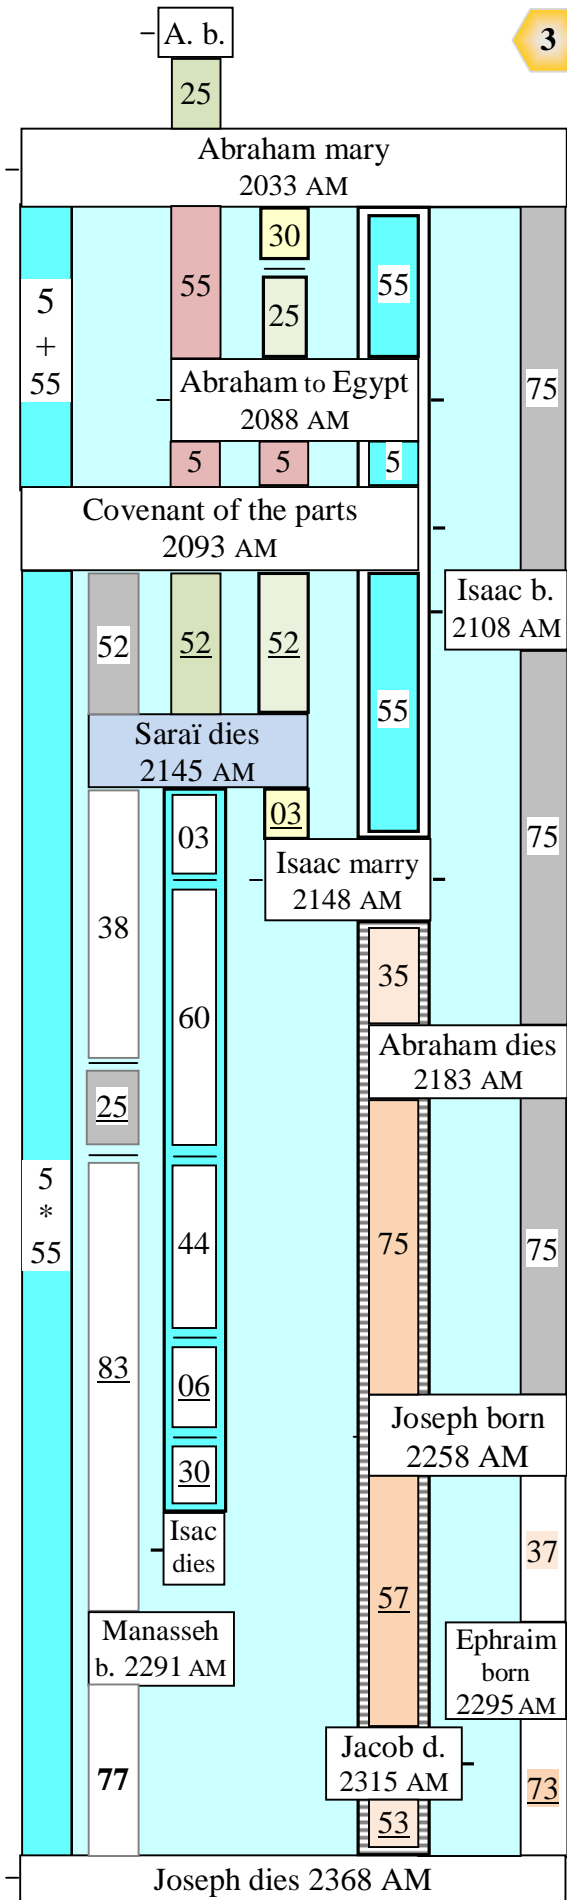 A. b.
3
25
Abraham mary
2033 AM
30
55
55
5
+
55
25
75
Abraham to Egypt
2088 AM
5
5
5
Covenant of the parts
2093 AM
Isaac b.
2108 AM
52
52
52
55
Saraï dies
2145 AM
03
03
75
Isaac marry
2148 AM
38
35
60
Abraham dies
2183 AM
25
5
*
55
44
75
75
83
06
Joseph born
2258 AM
30
Isac
dies
37
57
Manasseh
b. 2291 AM
Ephraim
born
2295 AM
Jacob d.
2315 AM
77
73
53
Joseph dies 2368 AM